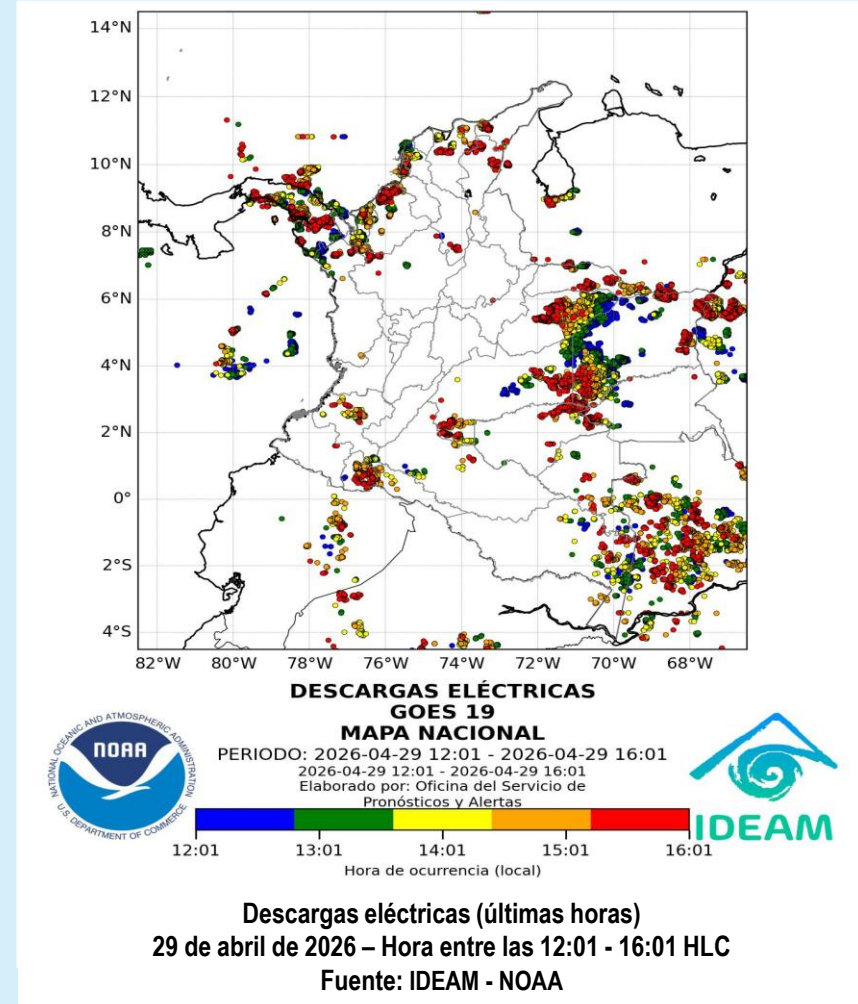 14°N
12°N
10°N
8°N
6°N
4°N
2°N
0°
2°S
4°S
82°W 80°W 78°W 76°W 74°W 72°W 70°W 68°W
DESCARGAS ELÉCTRICAS
GOES 19
MAPA NACIONAL
PERIODO: 2026-04-29 12:01 - 2026-04-29 16:01
2026-04-29 12:01 - 2026-04-29 16:01
Elaborado por: Oficina del Servicio de
Pronósticos y Alertas
NATIONAL OCEANIC AND ATMOSPHERIC ADMINISTRATION
NOAA
U.S. DEPARTMENT OF COMMERCE
IDEAM
12:01 13:01 14:01 15:01 16:01
Hora de ocurrencia (local)
Descargas eléctricas (últimas horas)
29 de abril de 2026 – Hora entre las 12:01 - 16:01 HLC
Fuente: IDEAM - NOAA